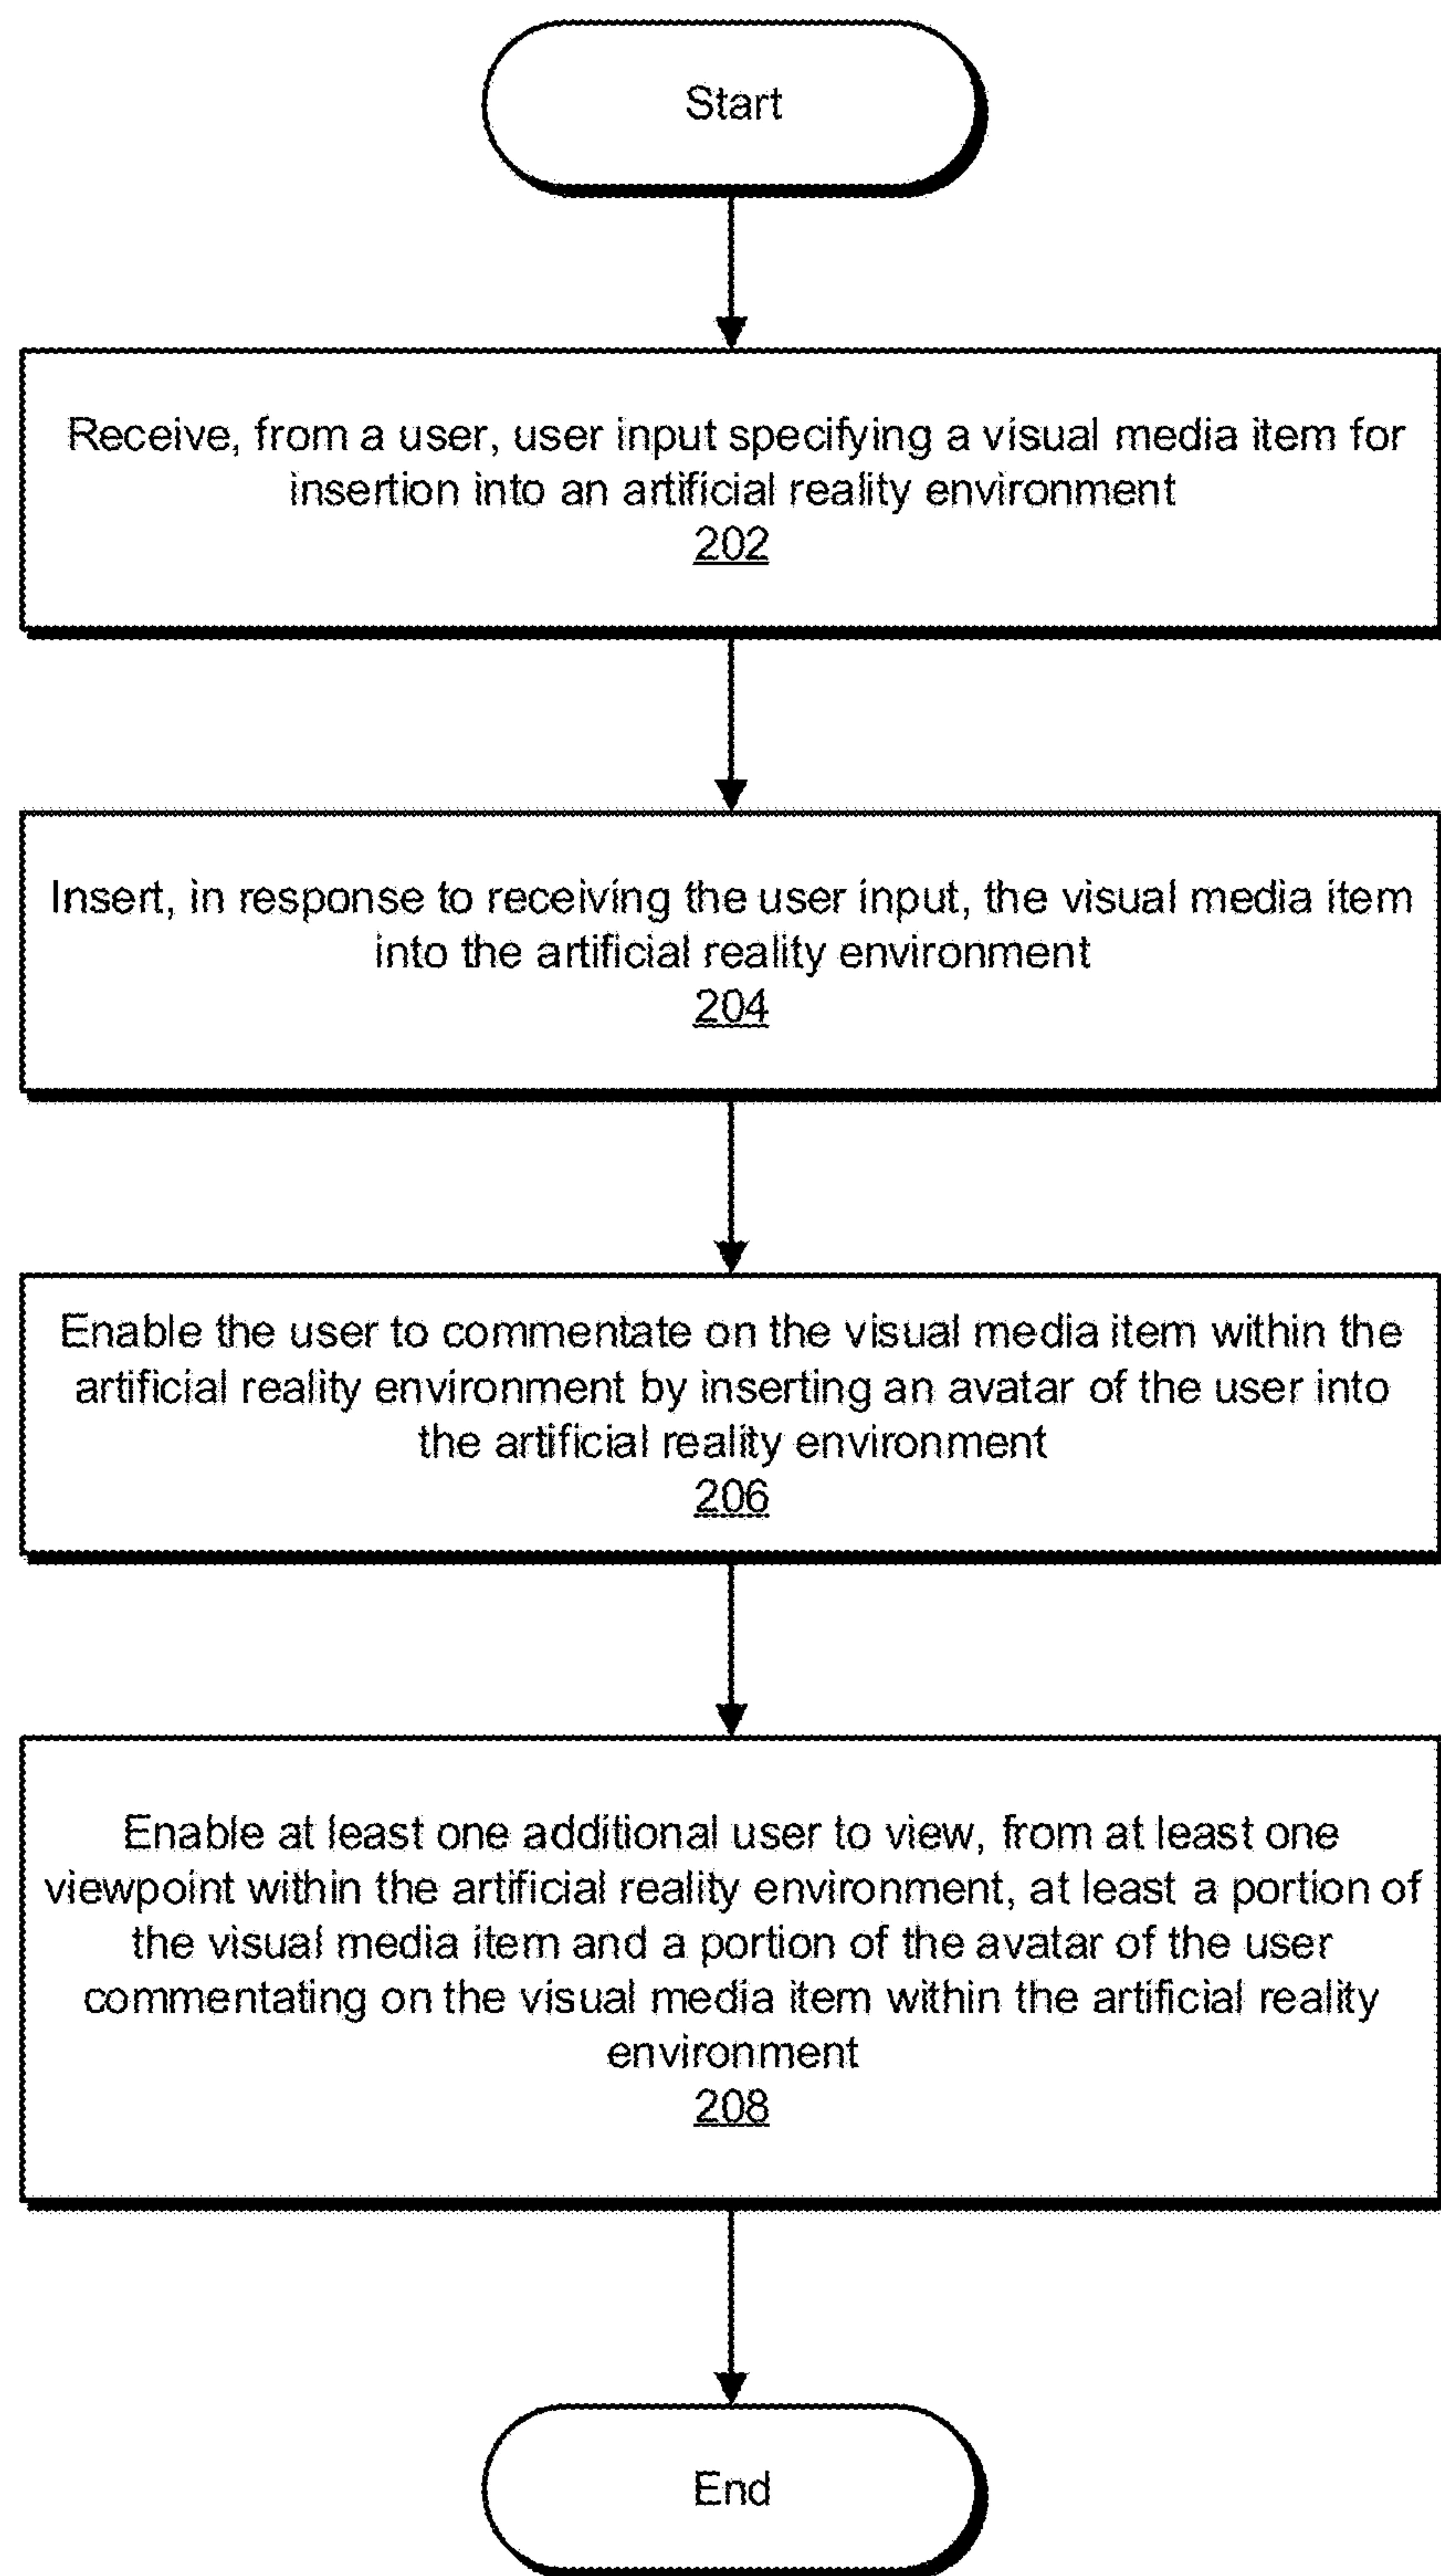 Start
Receive, from a user, user input specifying a visual media item for
insertion into an artificial reality environment
202
Insert, in response to receiving the user input, the visual media item
into the artificial reality environment
204
Enable the user to commentate on the visual media item within the
artificial reality environment by inserting an avatar of the user into
the artificial reality environment
206
Enable at least one additional user to view, from at least one
viewpoint within the artificial reality environment, at least a portion of
the visual media item and a portion of the avatar of the user
commentating on the visual media item within the artificial reality
environment
208
End